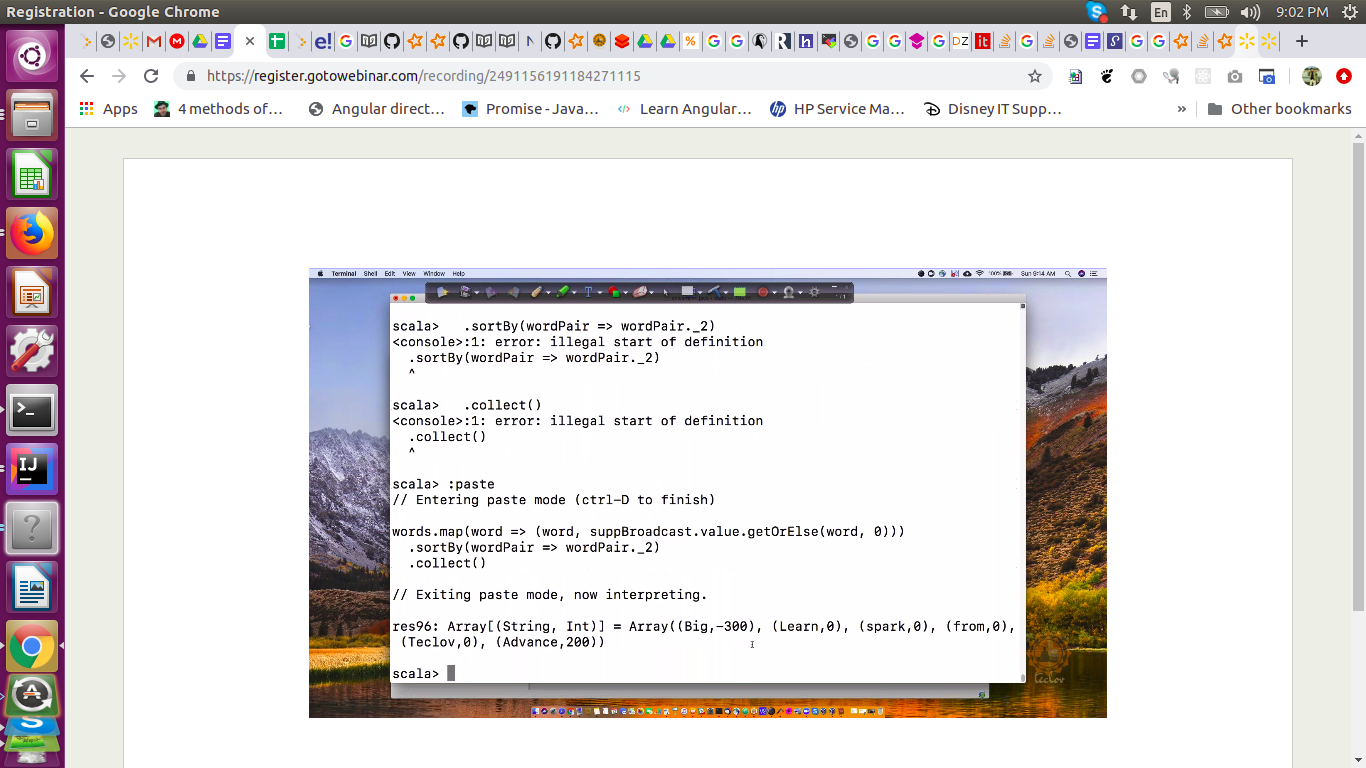 Registration - Google Chrome
En
9:02 PM
https://register.gotowebinar.com/recording/2491156191184271115
Apps
4 methods of…
Angular direct…
Promise - Java…
Learn Angular…
HP Service Ma…
Disney IT Supp…
»
Other bookmarks
Terminal Shell Edit View Window Help
100%
Sun 9:14 AM
scala>   .sortBy(wordPair => wordPair._2)
<console>:1: error: illegal start of definition
  .sortBy(wordPair => wordPair._2)
  ^
scala>   .collect()
<console>:1: error: illegal start of definition
  .collect()
  ^
scala> :paste
// Entering paste mode (ctrl-D to finish)
words.map(word => (word, suppBroadcast.value.getOrElse(word, 0)))
  .sortBy(wordPair => wordPair._2)
  .collect()
// Exiting paste mode, now interpreting.
res96: Array[(String, Int)] = Array((Big,-300), (Learn,0), (spark,0), (from,0),
 (Teclov,0), (Advance,200))
scala>
Teclov